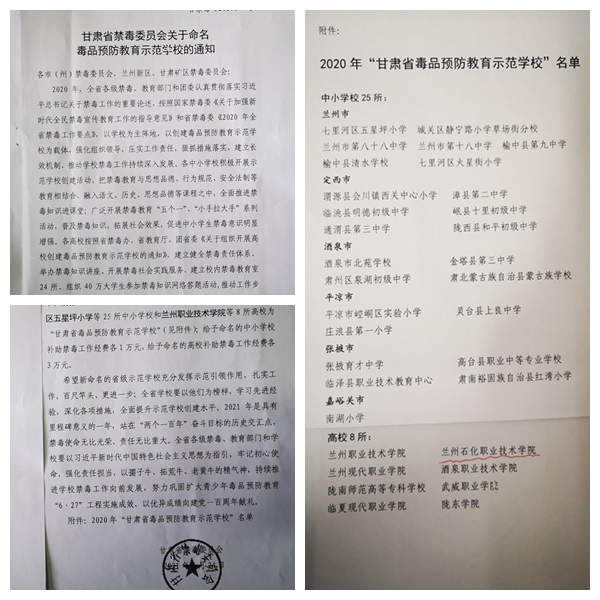 甘肃省禁毒委员会关于命名
毒品预防教育示范学校的通知
各市（州）禁毒委员会，兰州新区、甘肃矿区禁毒委员会：
2020 年，全省各级禁毒、教育部门和团委认真贯彻落实习近
平总书记关于禁毒工作的重要论述，按照国家禁毒委《关于加强新
时代全民禁毒宣传教育工作的指导意见》和省禁毒委《2020 年全
省禁毒工作要点》，以学校为主阵地，以创建毒品预防教育示范学
校为载体，强化组织领导，压实工作责任，狠抓措施落实，建立长
效机制，推动学校禁毒工作持续深入发展。各中小学校积极开展示
范学校创建活动，把禁毒教育与思想品德、行为规范、安全法制等
教育相结合，融入语文、历史、思想品德等课程之中，全面推进禁
毒知识进课堂；广泛开展禁毒教育“五个一”、“小手拉大手”系列
活动，普及禁毒知识，拓展社会效果，促进中小学生禁毒意识明显
增强。各高校按照省禁毒办、省教育厅、团省委《关于组织开展高
校创建毒品预防教育示范学校的通知》，建立健全禁毒责任体系，
举办禁毒知识讲座、开展禁毒社会实践服务、建立校内禁毒教育室
24 所，组织 40 万大学生参加禁毒知识网络答题活动，推动工作步
区五星坪小学等 25 所中小学校和兰州职业技术学院等 8 所高校为
“甘肃省毒品预防教育示范学校”（见附件）；给予命名的中小学校
补助禁毒工作经费各 1 万元，给予命名的高校补助禁毒工作经费各
3 万元。
希望新命名的省级示范学校充分发挥示范引领作用，扎实工
作，百尺竿头，更进一步；全省学校要以他们为榜样，学习先进经
验，深化各项措施，全面提升示范学校创建水平。2021 年是具有
里程碑意义的一年，站在“两个一百年”奋斗目标的历史交汇点，
禁毒使命无比光荣、责任无比重大。全省各级禁毒、教育部门和学
校要以习近平新时代中国特色社会主义思想为指引，牢记初心使
命，强化责任担当，以孺子牛、拓荒牛、老黄牛的精气神，持续推
进学校禁毒工作向前发展，努力巩固扩大青少年毒品预防教育
“6·27”工程实施成效，以优异成绩向建党一百周年献礼。
附件：2020 年“甘肃省毒品预防教育示范学校”名单
甘肃省禁毒委员会
附件：
2020 年“甘肃省毒品预防教育示范学校”名单
中小学校 25 所：
兰州市
七里河区五星坪小学 城关区静宁路小学草场街分校
兰州市第八十八中学 兰州市第八十中学 榆中县第九中学
榆中县清水学校 七里河区火星街小学
定西市
渭源县会川镇西关中心小学 漳县第二中学
临洮县明德初级中学 岷县十里初级中学
通渭县第三中学 陇西县和平初级中学
酒泉市
酒泉市北苑学校 金塔县第三中学
肃州区泉湖初级中学 肃北蒙古族自治县蒙古族学校
平凉市
平凉市崆峒区实验小学 灵台县上良中学
庄浪县第一小学
张掖市
张掖育才中学 高台县职业中等专业学校
临泽县职业技术教育中心 肃南裕固族自治县红湾小学
嘉峪关市
南湖小学
高校 8 所：
兰州职业技术学院 兰州石化职业技术学院
兰州现代职业学院 酒泉职业技术学院
陇南师范高等专科学校 武威职业学院
临夏现代职业学院 陇东学院